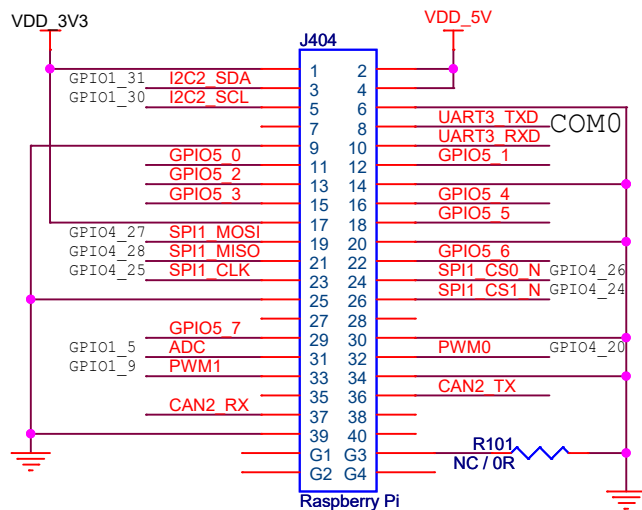 VDD_3V3
VDD_5V
J404
1 2
GPIO1_31 I2C2_SDA 3 4
GPIO1_30 I2C2_SCL 5 6
7 8 UART3_TXD COM0
9 10 UART3_RXD
GPIO5_0 11 12 GPIO5_1
GPIO5_2 13 14
GPIO5_3 15 16 GPIO5_4
17 18 GPIO5_5
GPIO4_27 SPI1_MOSI 19 20
GPIO4_28 SPI1_MISO 21 22 GPIO5_6
GPIO4_25 SPI1_CLK 23 24 SPI1_CS0_N GPIO4_26
25 26 SPI1_CS1_N GPIO4_24
27 28
GPIO5_7 29 30
GPIO1_5 ADC 31 32 PWM0 GPIO4_20
GPIO1_9 PWM1 33 34
35 36 CAN2_TX
CAN2_RX 37 38
39 40
G1 G3 R101
G2 G4 NC / 0R
Raspberry Pi